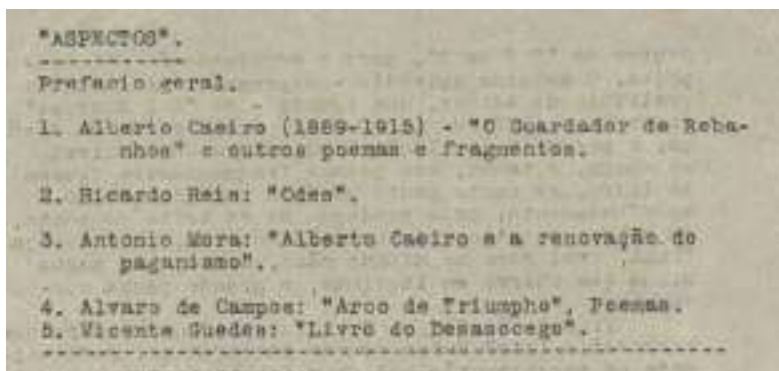 "ASPECTOS".
-----------
Prefacio geral.
1. Alberto Caeiro (1889-1915) - "O Guardador de Reba-
nhos" e outros poemas e fragmentos.
2. Ricardo Reis: "Odes".
3. Antonio Mora: "Alberto Caeiro e a renovação do
paganismo".
4. Alvaro de Campos: "Arco de Triumpho", Poemas.
5. Vicente Guedes: "Livro do Desasocego".